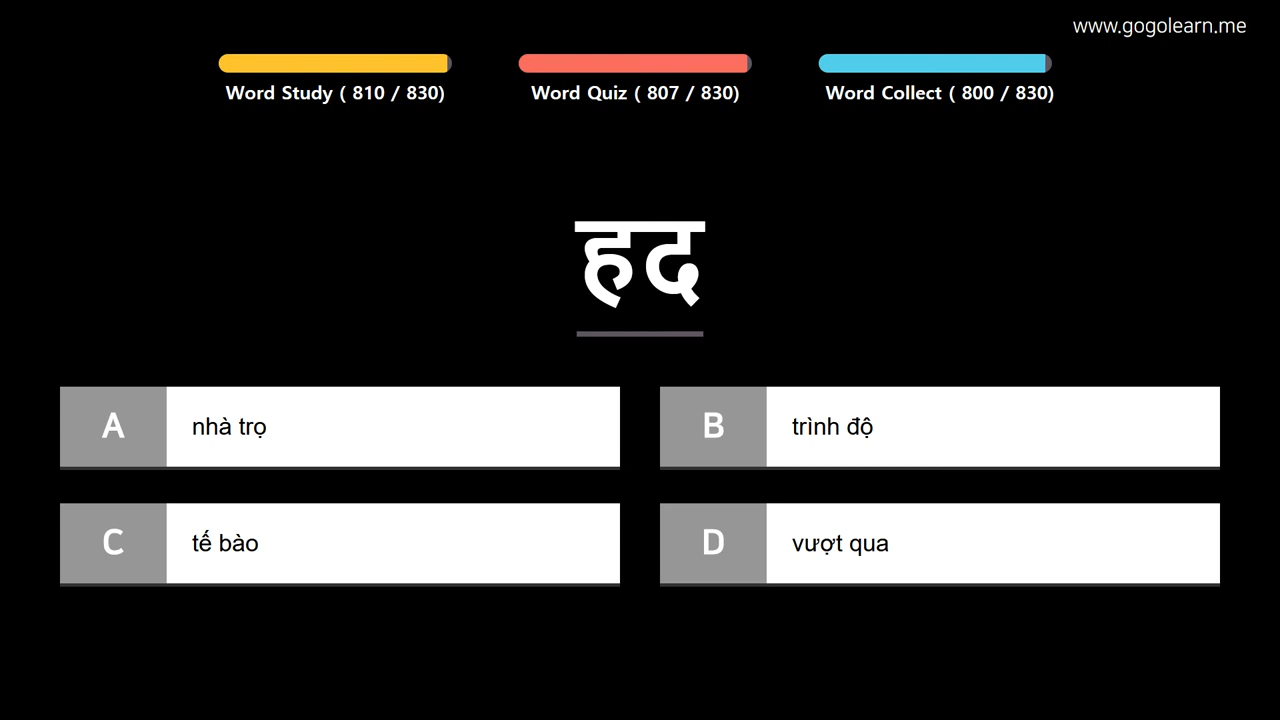 www.gogolearn.me
Word Study ( 810 / 830)
Word Quiz ( 807 / 830)
Word Collect ( 800 / 830)
हद
A
nhà trọ
B
trình độ
C
tế bào
D
vượt qua